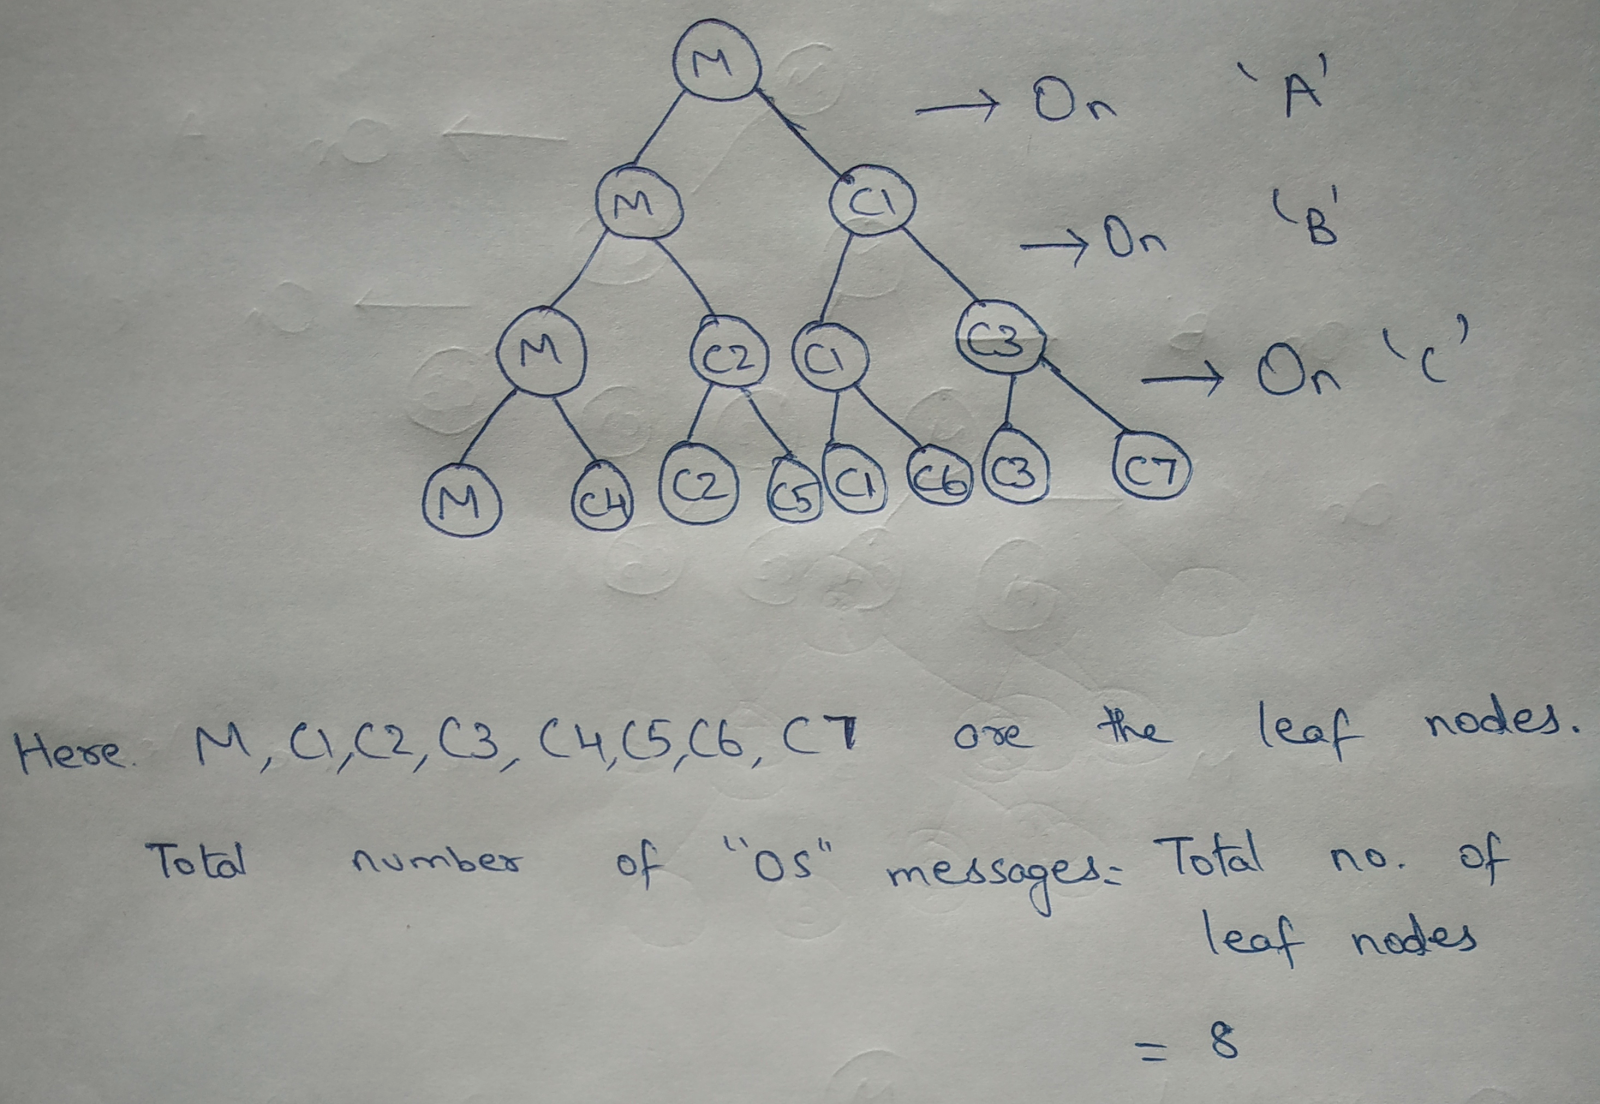 M
→ On 'A'
M C1
→ On 'B'
M C2 C1 C3
→ On 'C'
M C4 C2 C5 C1 C6 C3 C7
Here. M, C1, C2, C3, C4, C5, C6, C7 are the leaf nodes.
Total number of "OS" messages = Total no. of
leaf nodes
= 8